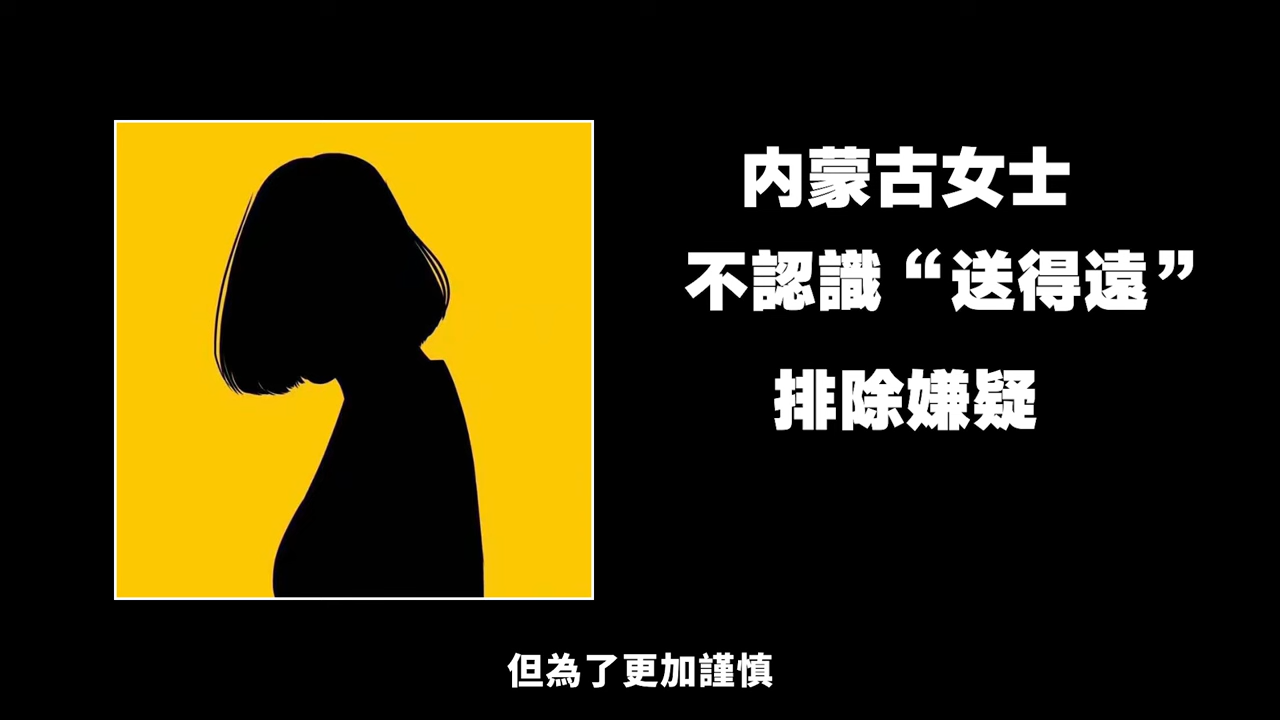 内蒙古女士
不認識“送得遠”
排除嫌疑
但為了更加謹慎